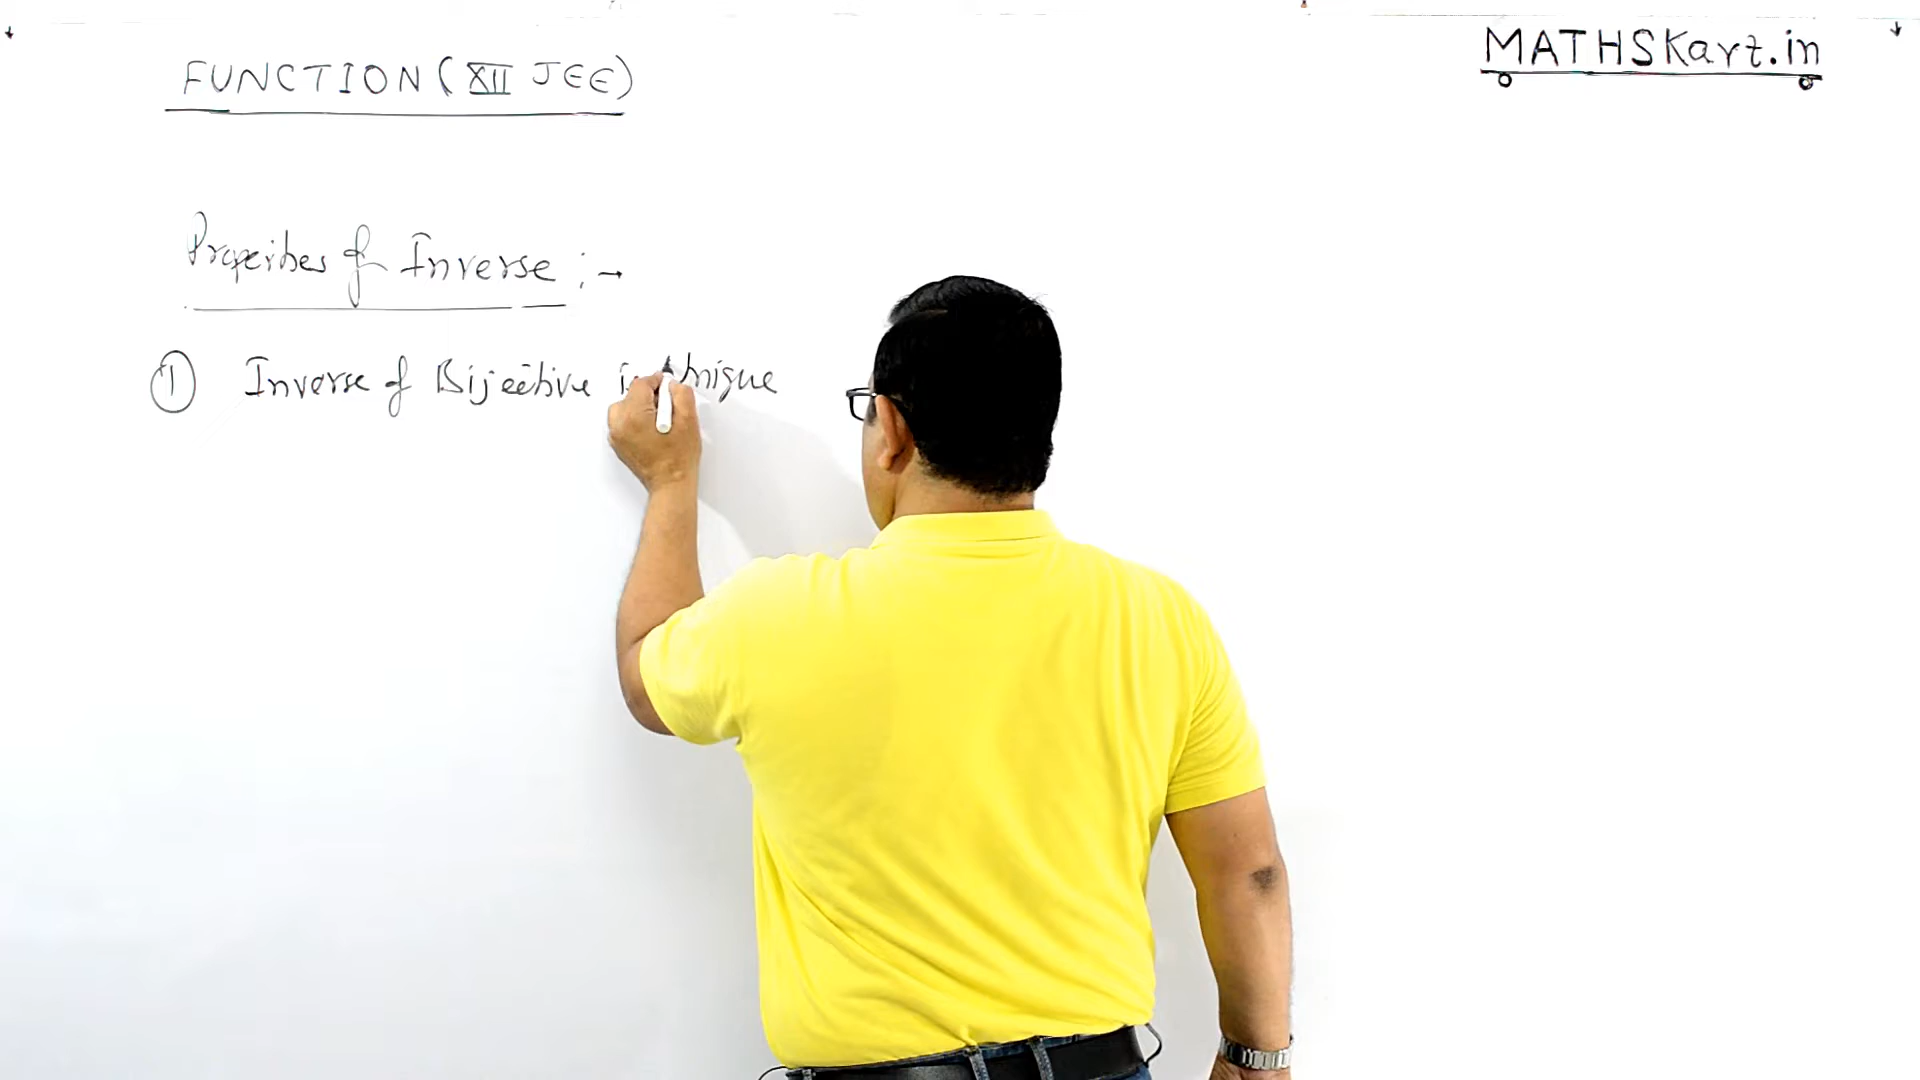 FUNCTION (XII JEE)
MATHSKart.in
Properties of Inverse :-
① Inverse of Bijective is Unique